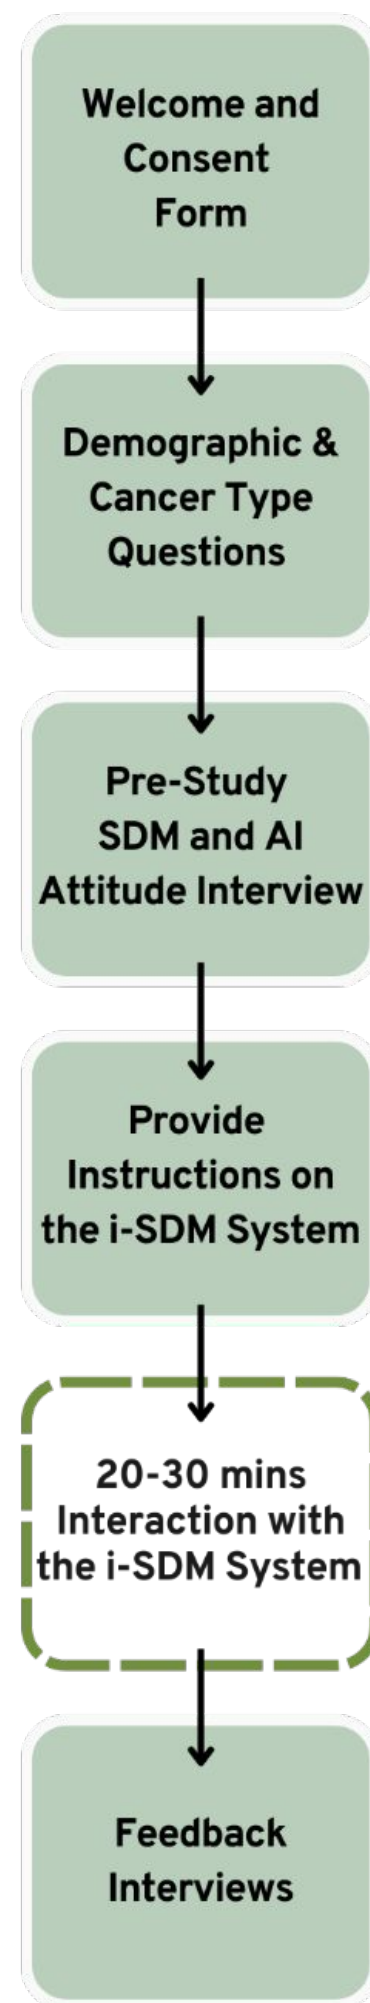 Welcome and
Consent
Form
Demographic &
Cancer Type
Questions
Pre-Study
SDM and AI
Attitude Interview
Provide
Instructions on
the i-SDM System
20-30 mins
Interaction with
the i-SDM System
Feedback
Interviews